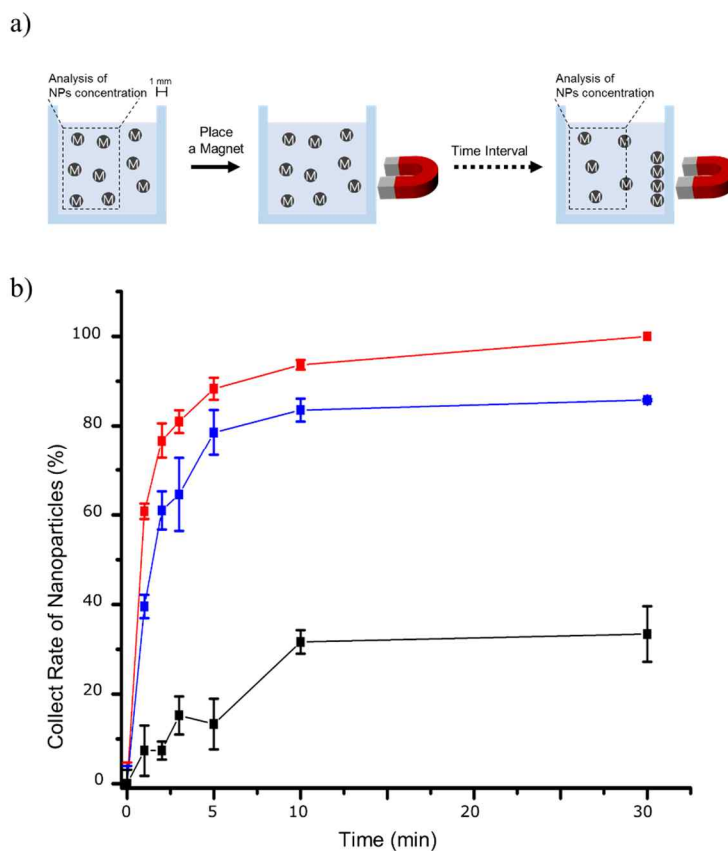 a)
Analysis of
NPs concentration
1 mm
M M M
M M M
M M M
Place
a Magnet
M M M
M M M
M M M
Time Interval
Analysis of
NPs concentration
M M
M M
M M
M M
M
b)
Collect Rate of Nanoparticles (%)
100
80
60
40
20
0
0 5 10 20 30
Time (min)